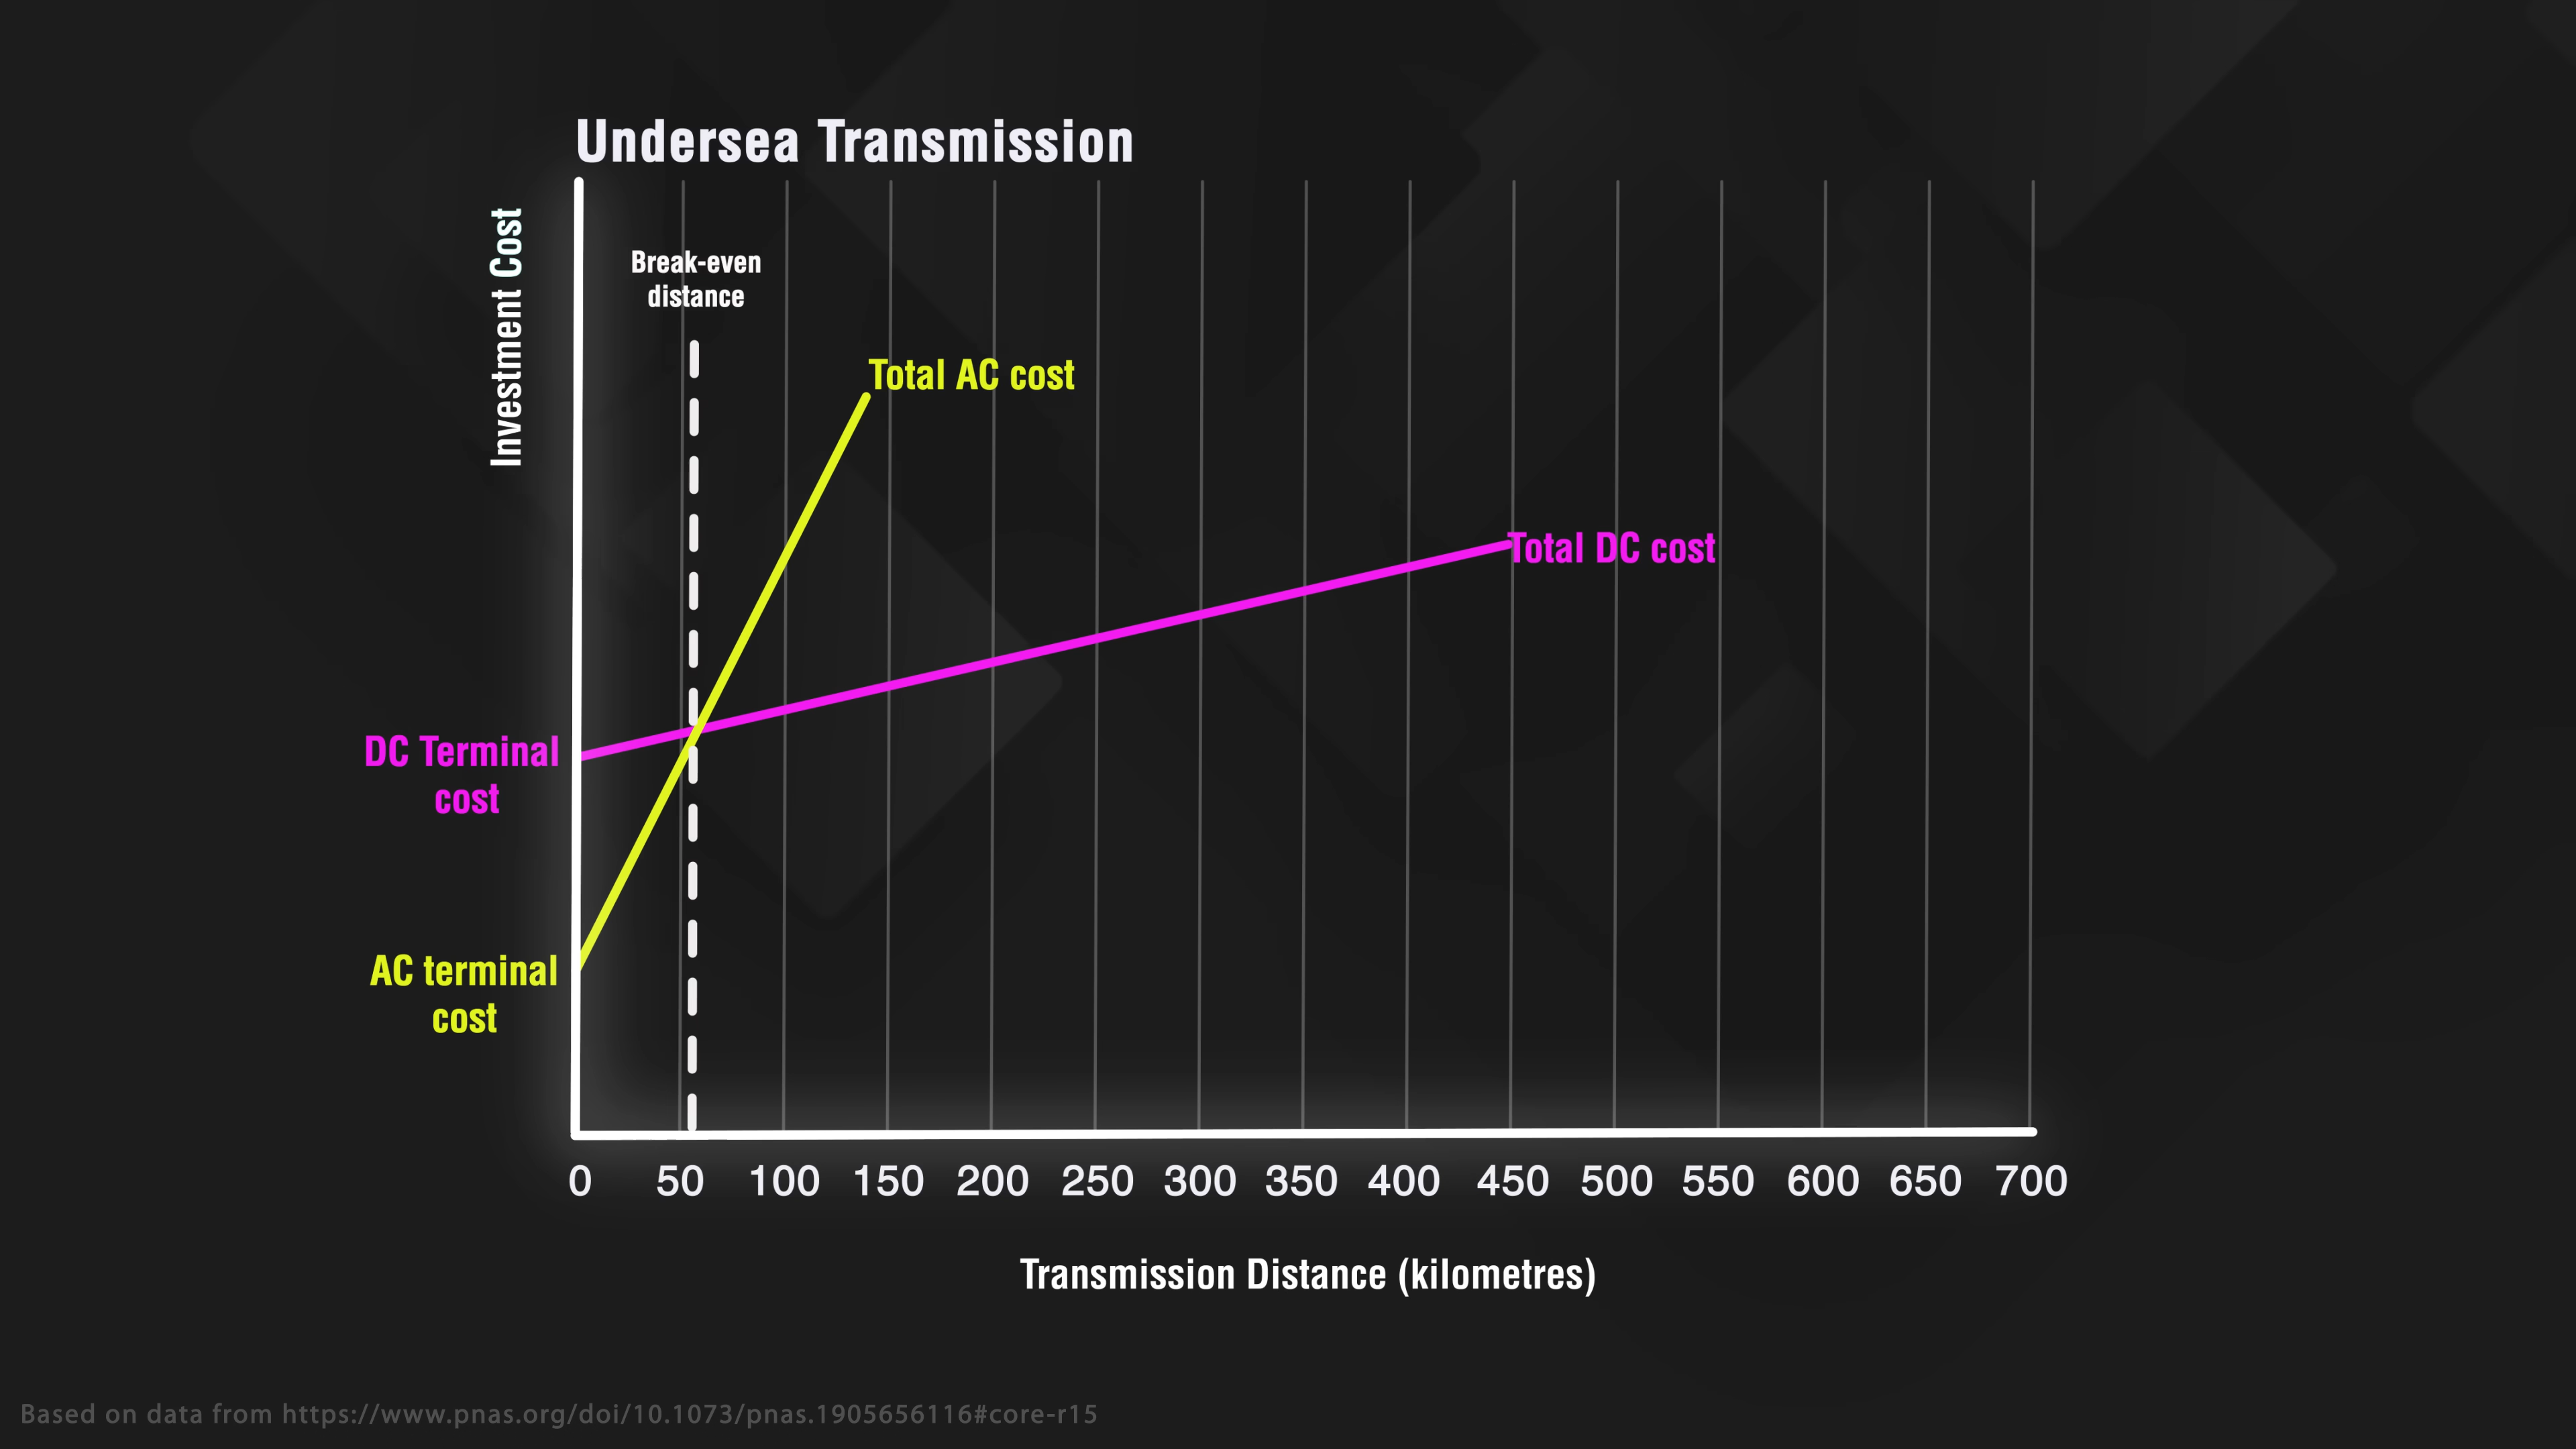 Undersea Transmission
Investment Cost
Break-even
distance
Total AC cost
Total DC cost
DC Terminal
cost
AC terminal
cost
0 50 100 150 200 250 300 350 400 450 500 550 600 650 700
Transmission Distance (kilometres)
Based on data from https://www.pnas.org/doi/10.1073/pnas.1905656116#core-r15